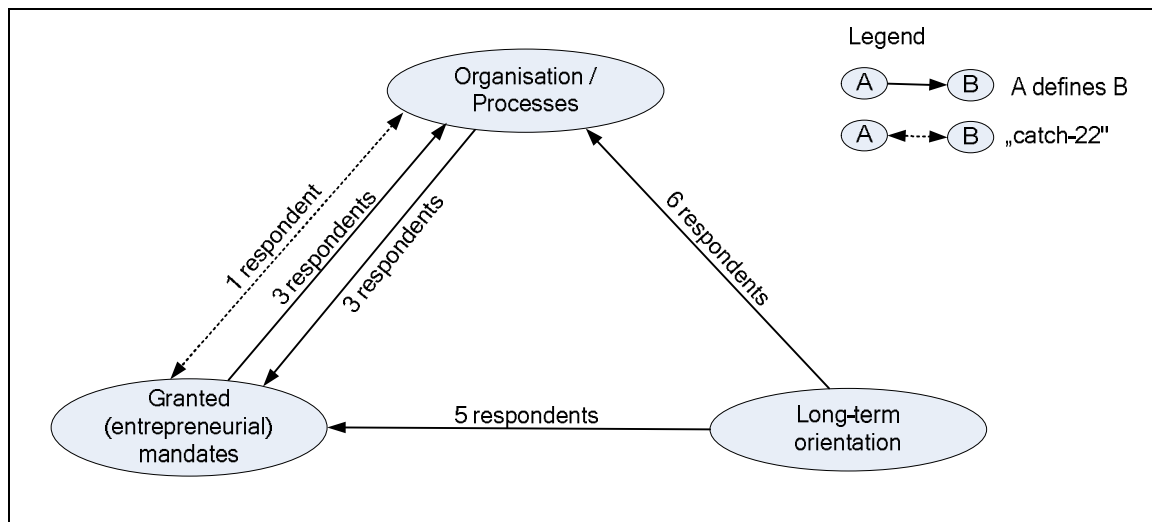 Organisation /
Processes
Legend
A
B
A defines B
A
B
„catch-22"
1 respondent
3 respondents
3 respondents
6 respondents
Granted
(entrepreneurial)
mandates
5 respondents
Long-term
orientation